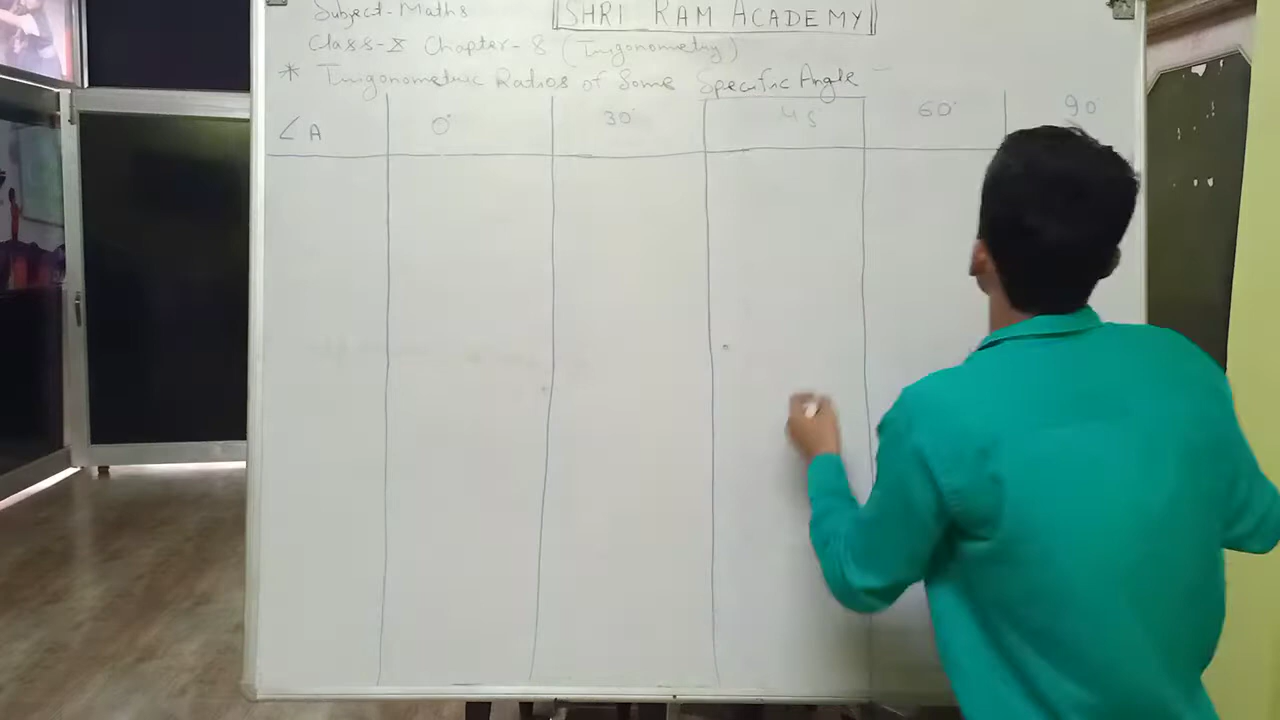 Subject-Maths
SHRI RAM ACADEMY
Class-X Chapter-8 (Trigonometry)
* Trigonometric Ratios of Some Specific Angle -
∠A 0° 30° 45 60° 90°